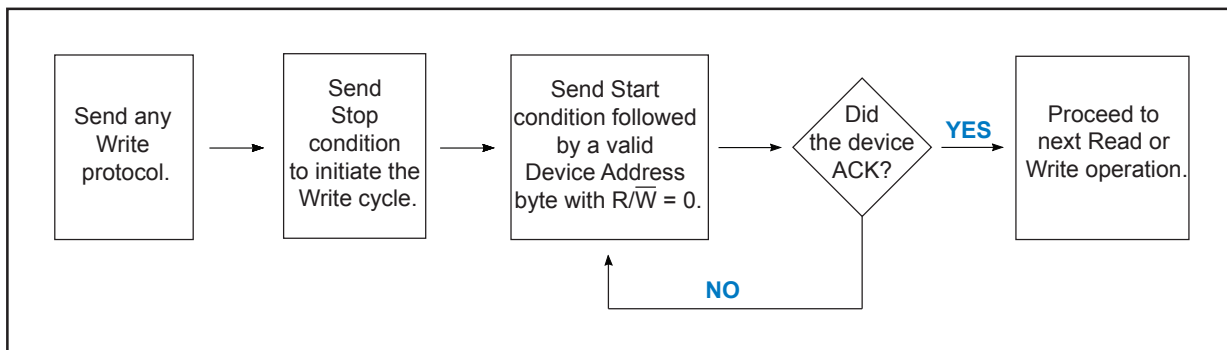 Send any
Write
protocol.
Send
Stop
condition
to initiate the
Write cycle.
Send Start
condition followed
by a valid
Device Address
byte with R/W̅ = 0.
Did
the device
ACK?
YES
NO
Proceed to
next Read or
Write operation.